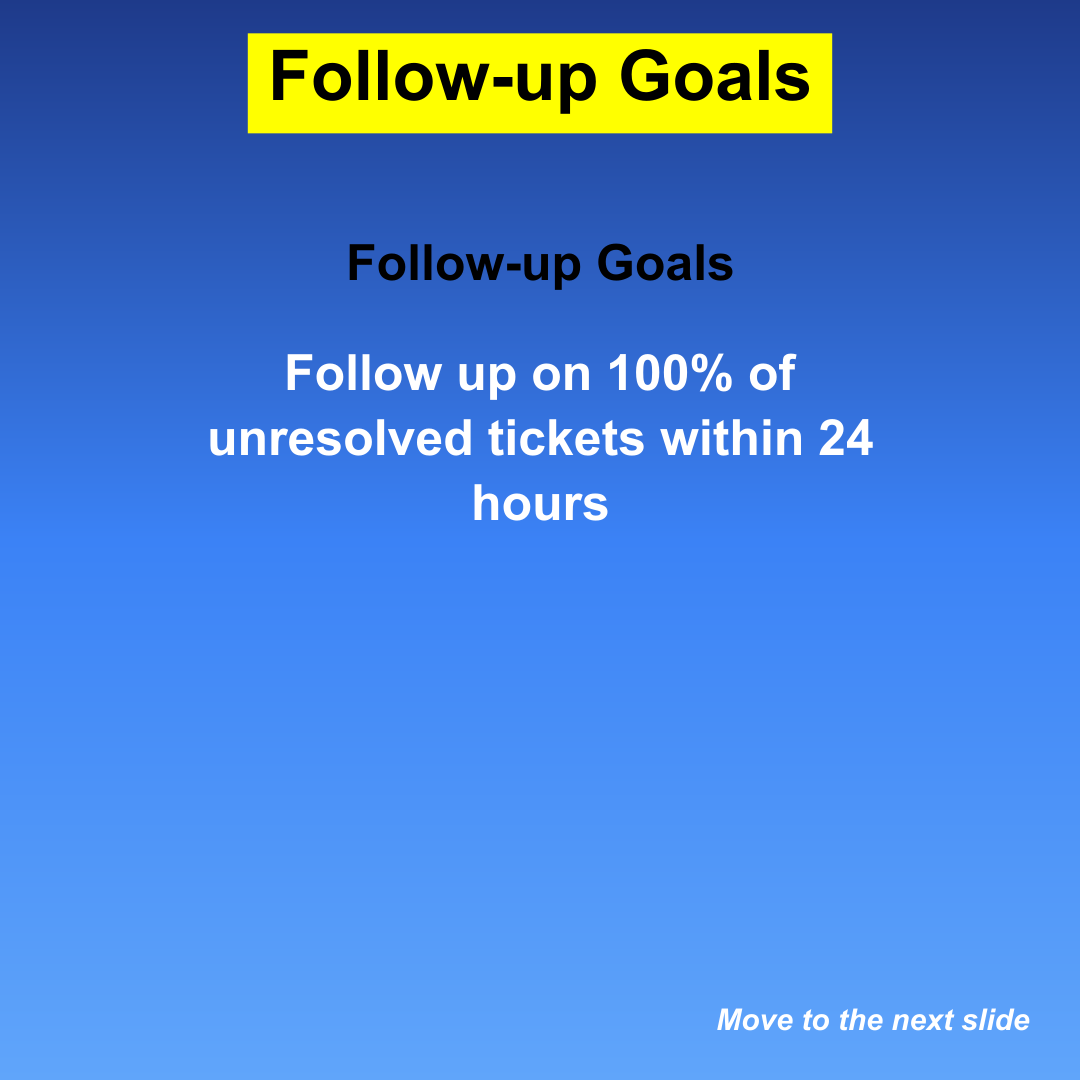 Follow-up Goals
Follow-up Goals
Follow up on 100% of
unresolved tickets within 24
hours
Move to the next slide